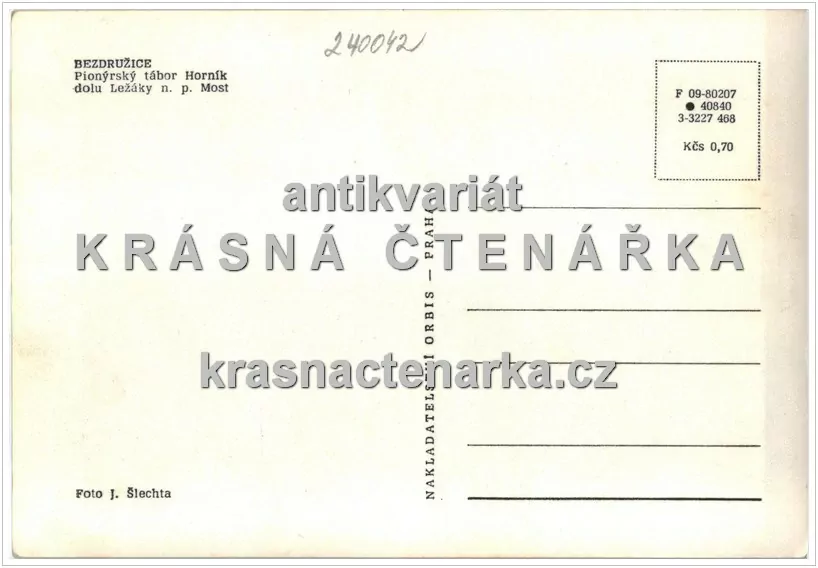 240042
BEZDRUŽICE
Pionýrský tábor Horník
dolu Ležáky n. p. Most
F 09-80207
● 40840
3-3227 468
Kčs 0,70
antikvariát
KRÁSNÁ ČTENÁŘKA
krasnactenarka.cz
NAKLADATELSTVÍ ORBIS — PRAHA
Foto J. Šlechta